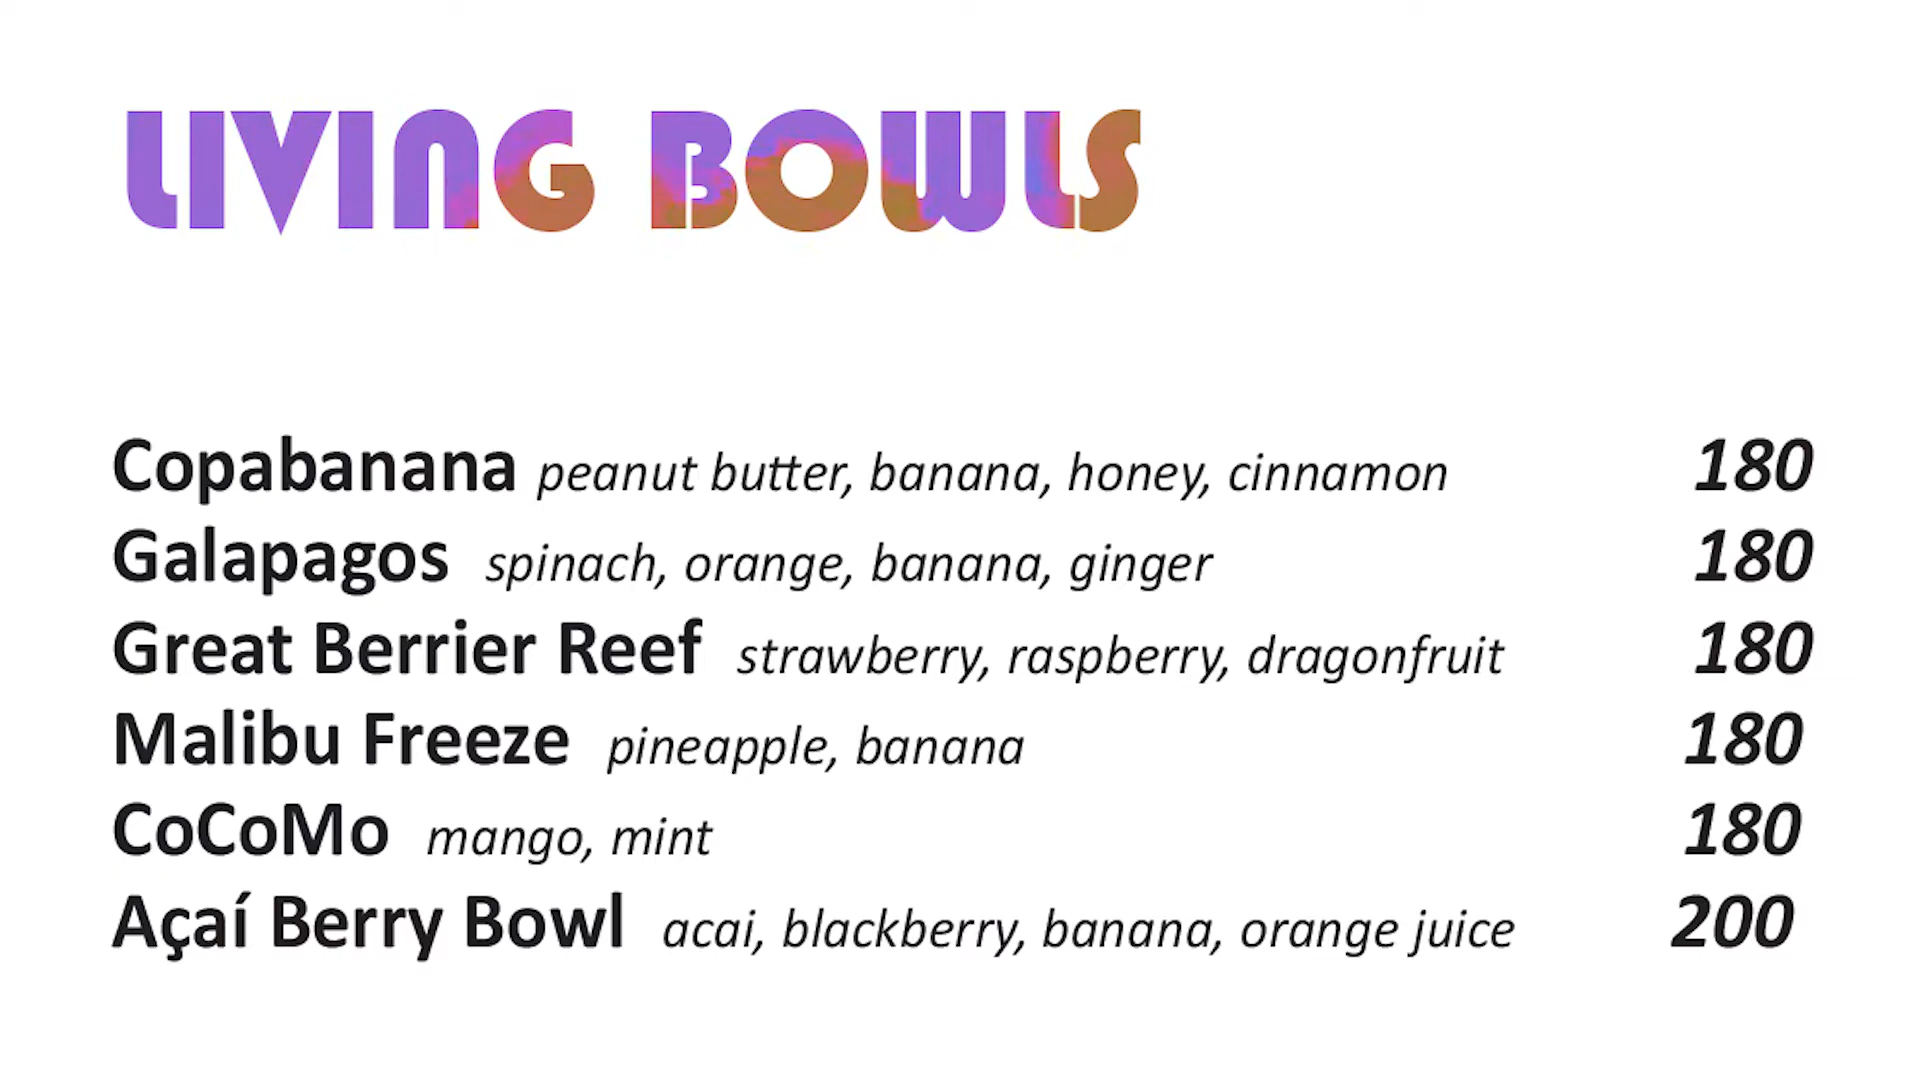 LIVING BOWLS
Copabanana peanut butter, banana, honey, cinnamon 180
Galapagos spinach, orange, banana, ginger 180
Great Berrier Reef strawberry, raspberry, dragonfruit 180
Malibu Freeze pineapple, banana 180
CoCoMo mango, mint 180
Açaí Berry Bowl acai, blackberry, banana, orange juice 200